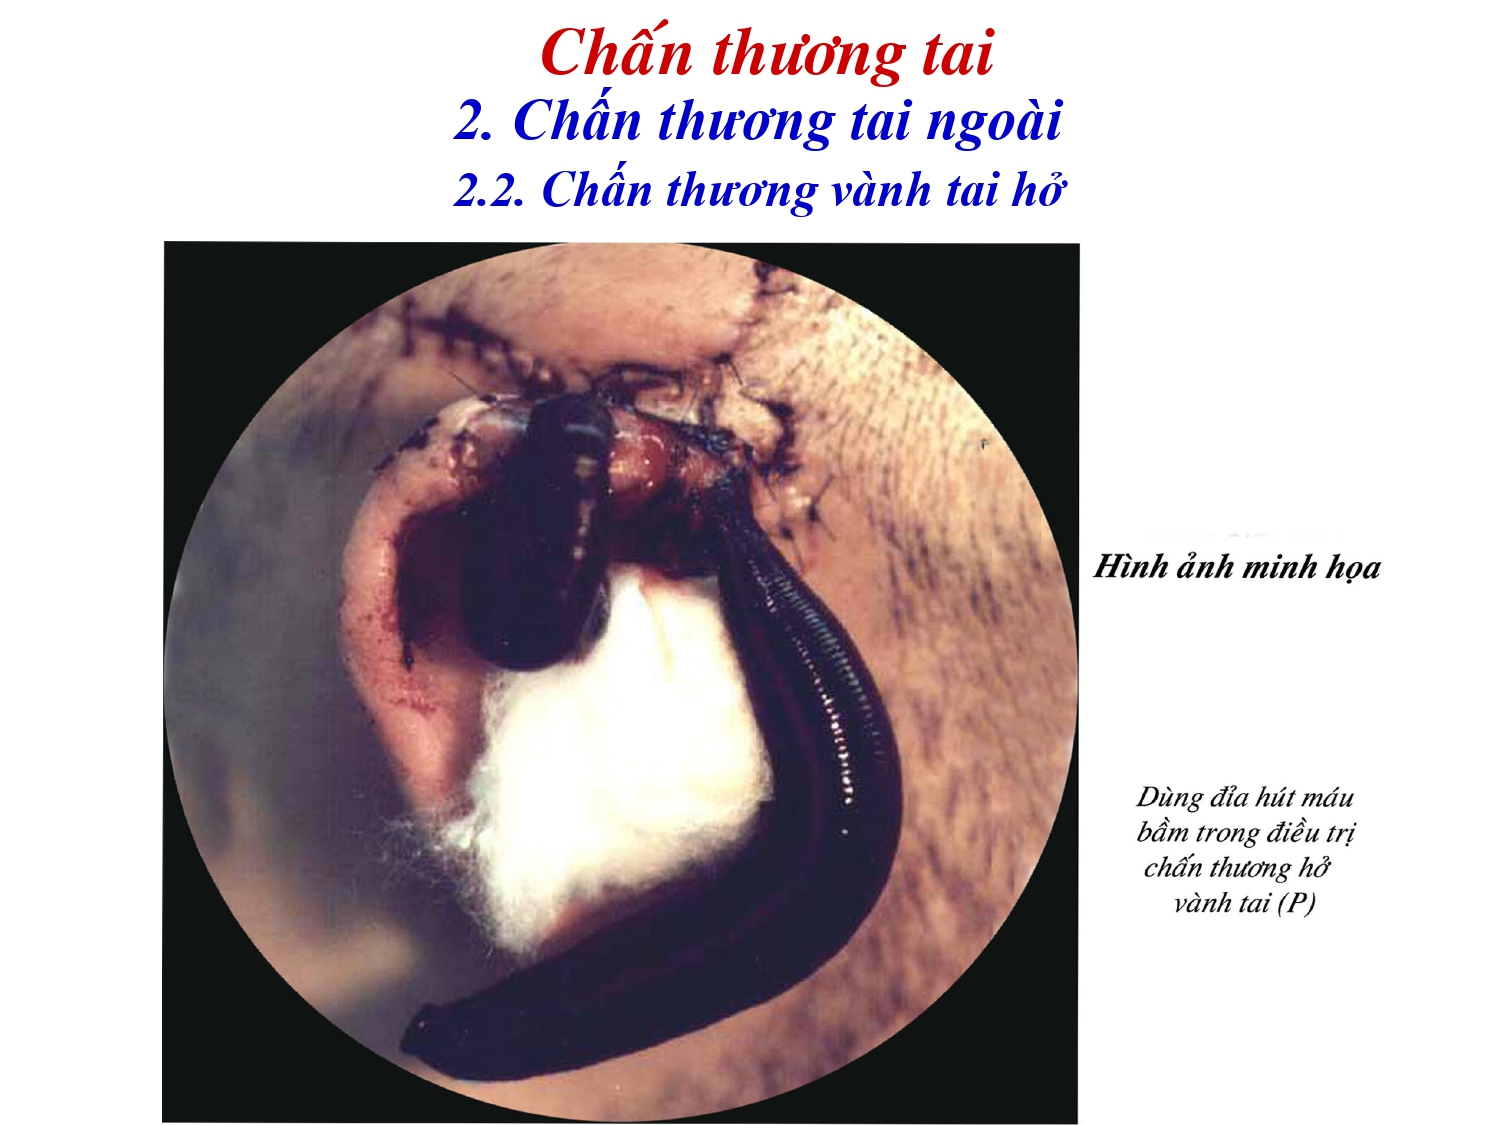 Chấn thương tai
2. Chấn thương tai ngoài
2.2. Chấn thương vành tai hở
Hình ảnh minh họa
Dùng đỉa hút máu
bầm trong điều trị
chấn thương hở
vành tai (P)